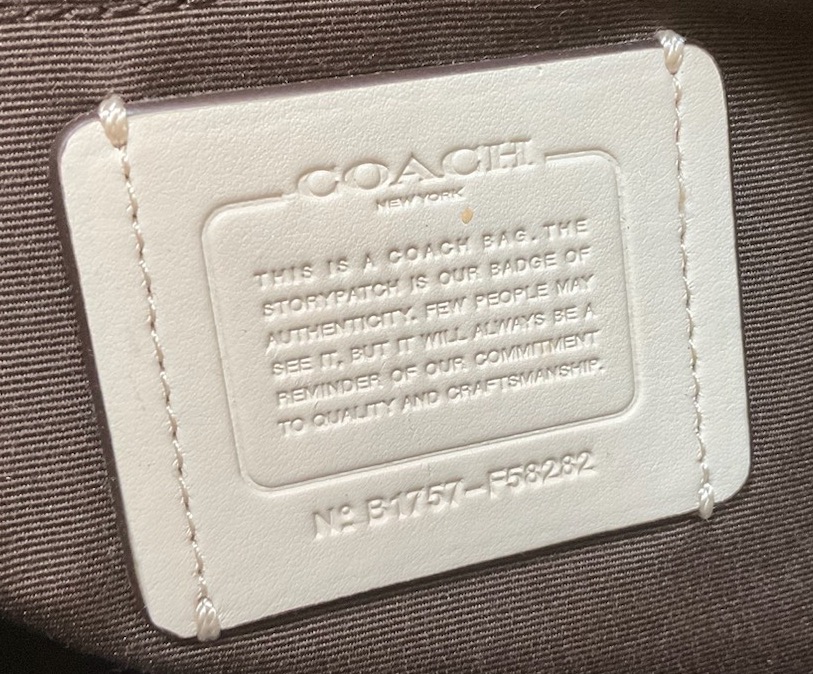 COACH
NEW YORK
THIS IS A COACH BAG. THE
STORYPATCH IS OUR BADGE OF
AUTHENTICITY. FEW PEOPLE MAY
SEE IT, BUT IT WILL ALWAYS BE A
REMINDER OF OUR COMMITMENT
TO QUALITY AND CRAFTSMANSHIP.
Nº B1757-F58282